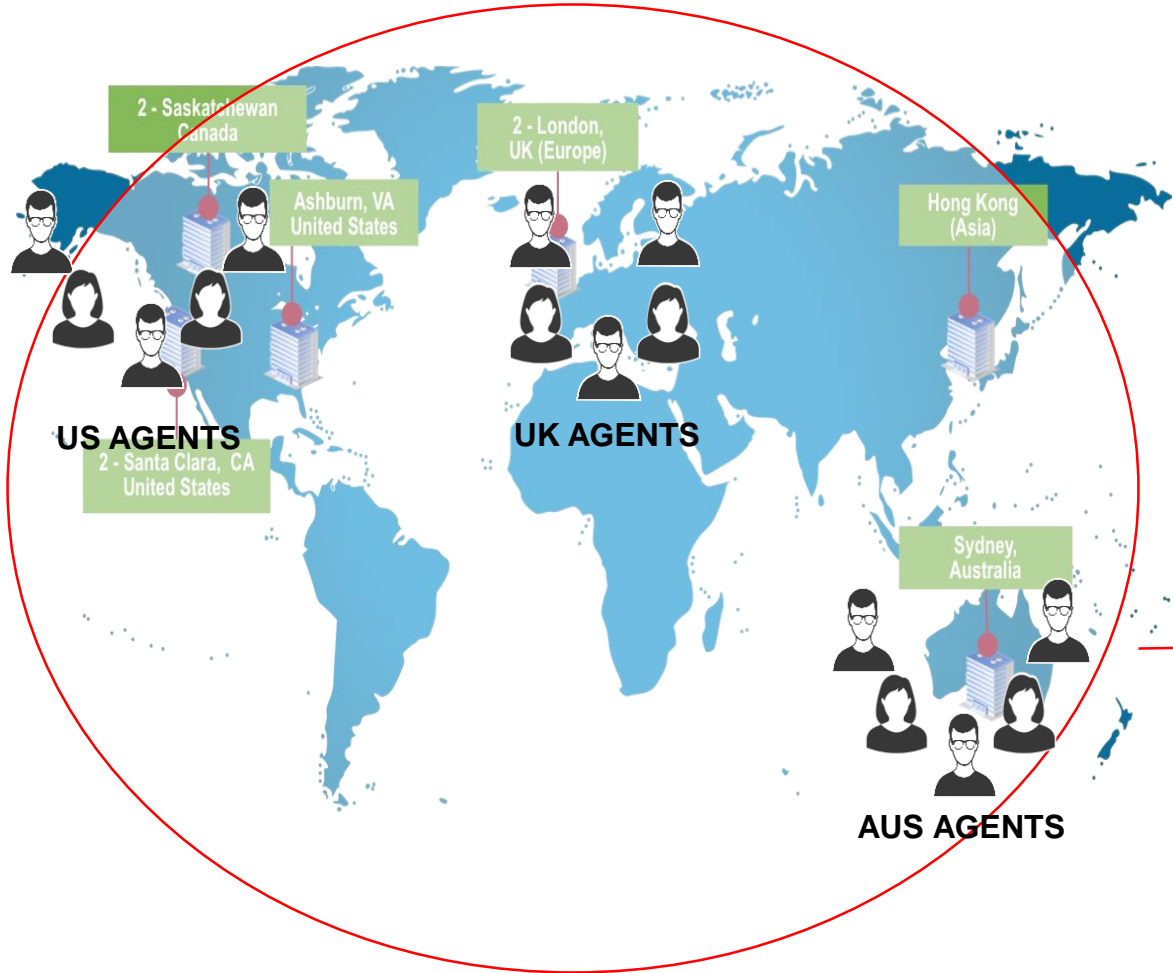 2 - Saskatchewan
Canada
2 - London,
UK (Europe)
Ashburn, VA
United States
Hong Kong
(Asia)
US AGENTS
UK AGENTS
2 - Santa Clara, CA
United States
Sydney,
Australia
AUS AGENTS